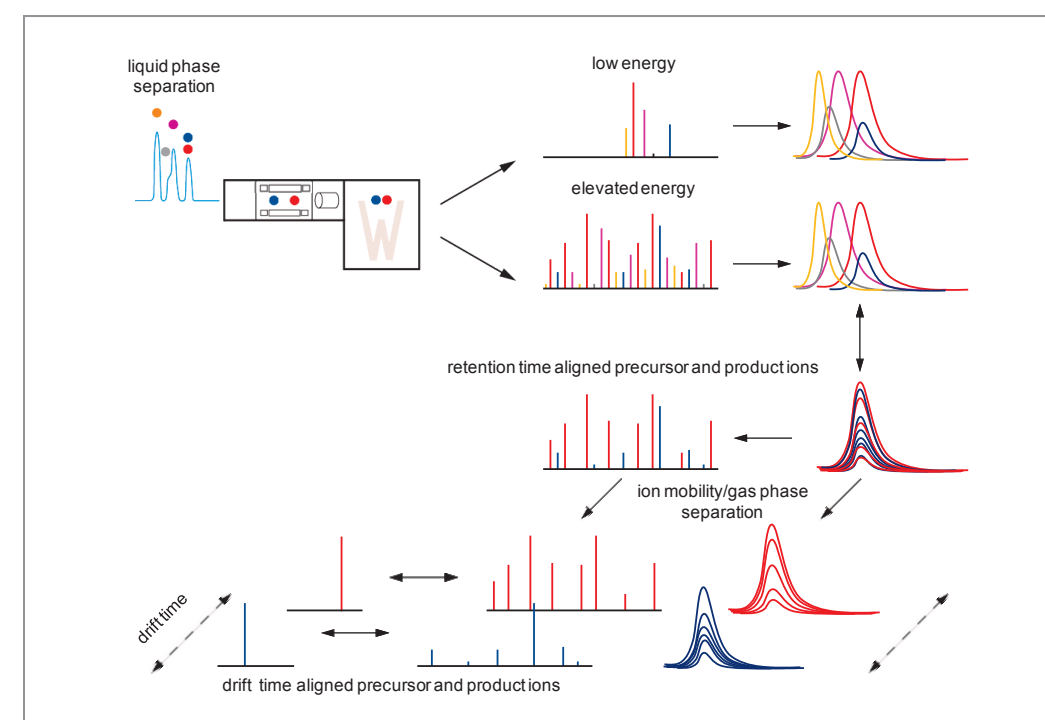 liquid phase
separation
low energy
elevated energy
W
retention time aligned precursor and product ions
ion mobility/gas phase
separation
drift time
drift time aligned precursor and product ions